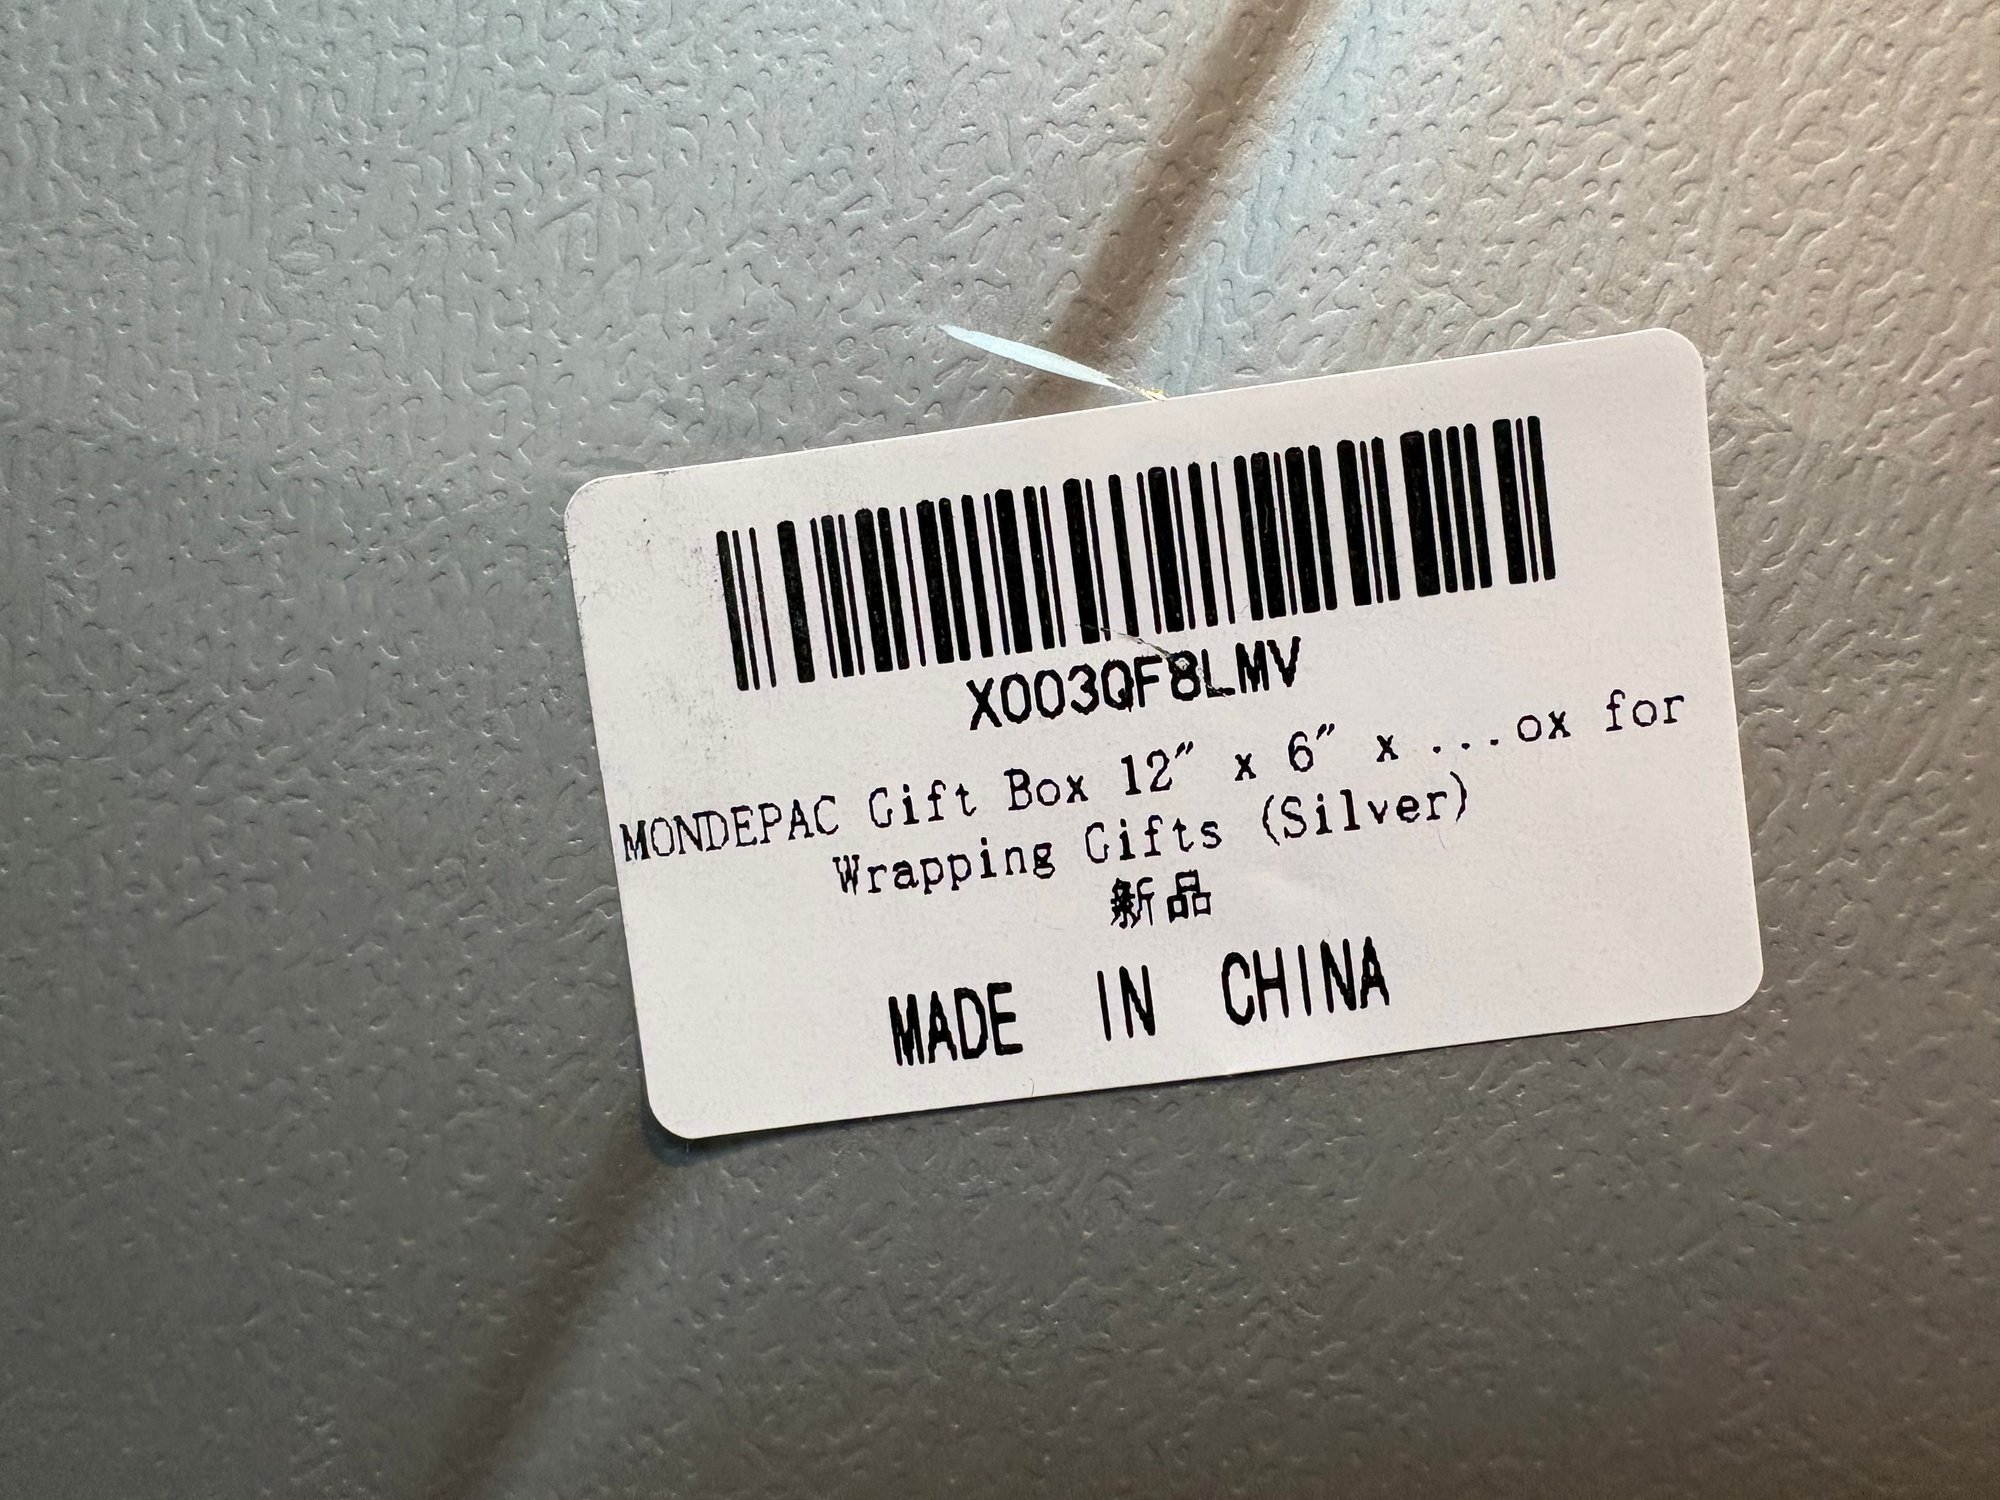 X003QF8LMV
MONDEPAC Gift Box 12" x 6" x ...ox for
Wrapping Gifts (Silver)
新品
MADE IN CHINA